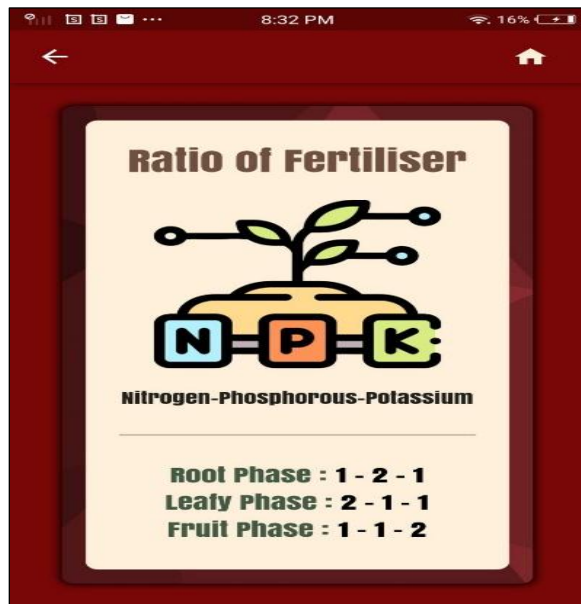 8:32 PM
16%
Ratio of Fertiliser
N P K
Nitrogen-Phosphorous-Potassium
Root Phase : 1 - 2 - 1
Leafy Phase : 2 - 1 - 1
Fruit Phase : 1 - 1 - 2